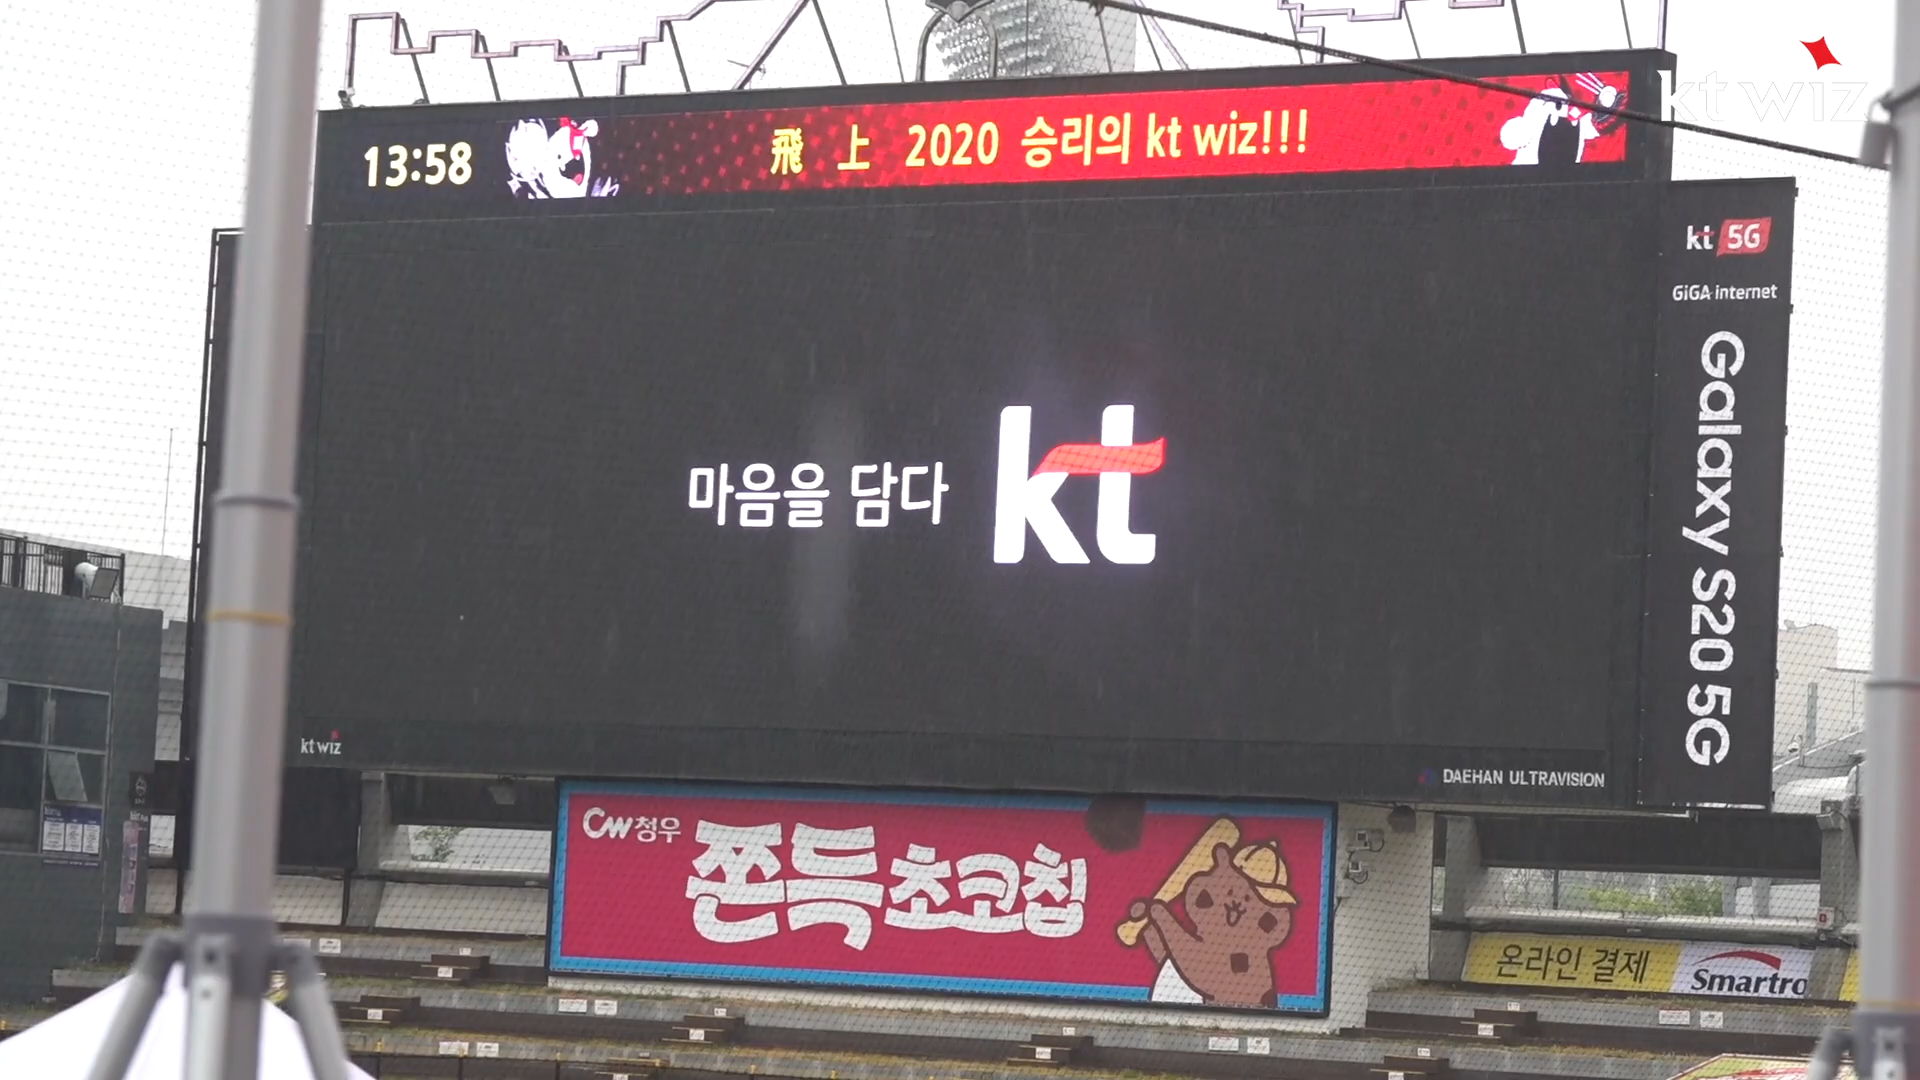 kt wiz
13:58
飛 上 2020 승리의 kt wiz!!!
kt 5G
GiGA internet
Galaxy S20 5G
마음을 담다 kt
kt wiz
DAEHAN ULTRAVISION
CW청우
쫀득초코칩
온라인 결제
Smartro